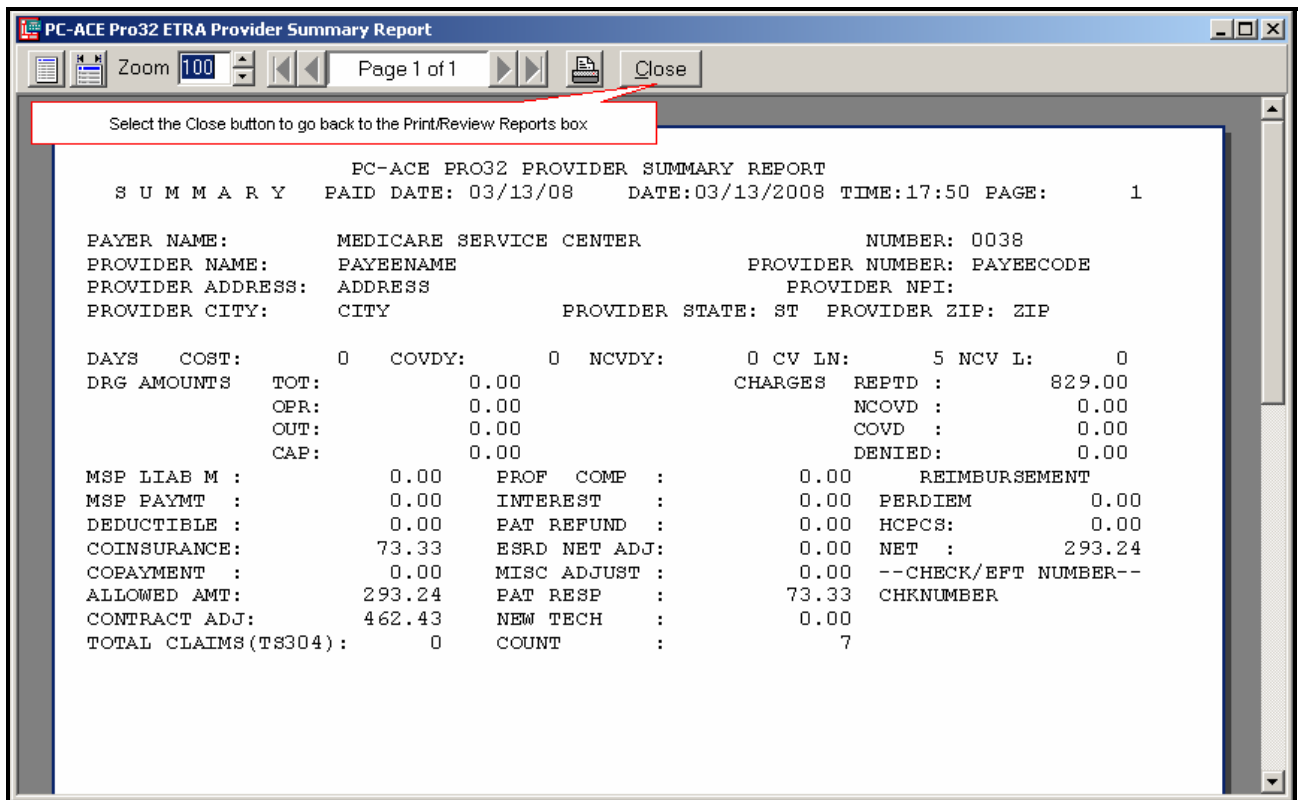 PC-ACE Pro32 ETRA Provider Summary Report
Zoom 100 Page 1 of 1 Close
Select the Close button to go back to the Print/Review Reports box
PC-ACE PRO32 PROVIDER SUMMARY REPORT
S U M M A R Y PAID DATE: 03/13/08 DATE:03/13/2008 TIME:17:50 PAGE: 1
PAYER NAME: MEDICARE SERVICE CENTER NUMBER: 0038
PROVIDER NAME: PAYEENAME PROVIDER NUMBER: PAYEECODE
PROVIDER ADDRESS: ADDRESS PROVIDER NPI:
PROVIDER CITY: CITY PROVIDER STATE: ST PROVIDER ZIP: ZIP
DAYS COST: 0 COVDY: 0 NCVDY: 0 CV LN: 5 NCV L: 0
DRG AMOUNTS TOT: 0.00 CHARGES REPTD : 829.00
OPR: 0.00 NCOVD : 0.00
OUT: 0.00 COVD : 0.00
CAP: 0.00 DENIED: 0.00
MSP LIAB M : 0.00 PROF COMP : 0.00 REIMBURSEMENT
MSP PAYMT : 0.00 INTEREST : 0.00 PERDIEM 0.00
DEDUCTIBLE : 0.00 PAT REFUND : 0.00 HCPCS: 0.00
COINSURANCE: 73.33 ESRD NET ADJ: 0.00 NET : 293.24
COPAYMENT : 0.00 MISC ADJUST : 0.00 --CHECK/EFT NUMBER--
ALLOWED AMT: 293.24 PAT RESP : 73.33 CHKNUMBER
CONTRACT ADJ: 462.43 NEW TECH : 0.00
TOTAL CLAIMS(TS304): 0 COUNT : 7